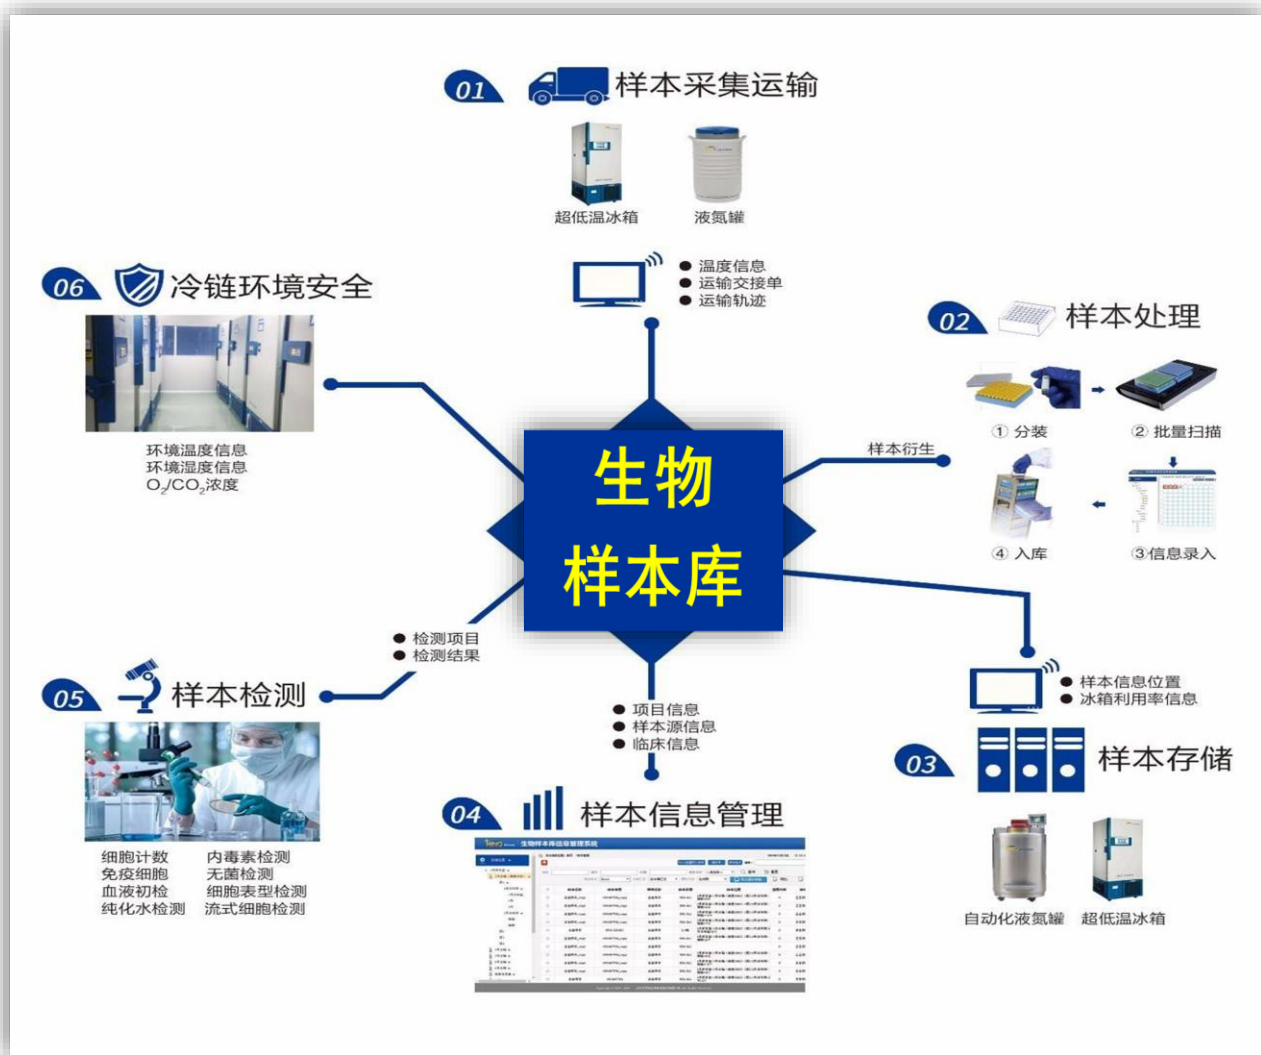 01 样本采集运输
超低温冰箱 液氮罐
● 温度信息
● 运输交接单
● 运输轨迹
06 冷链环境安全
环境温度信息
环境湿度信息
O₂/CO₂浓度
02 样本处理
① 分装 ② 批量扫描
④ 入库 ③信息录入
样本衍生
生物
样本库
● 检测项目
● 检测结果
05 样本检测
细胞计数 内毒素检测
免疫细胞 无菌检测
血液初检 细胞表型检测
纯化水检测 流式细胞检测
● 项目信息
● 样本源信息
● 临床信息
04 样本信息管理
生物样本库信息管理系统
● 样本信息位置
● 冰箱利用率信息
03 样本存储
自动化液氮罐 超低温冰箱